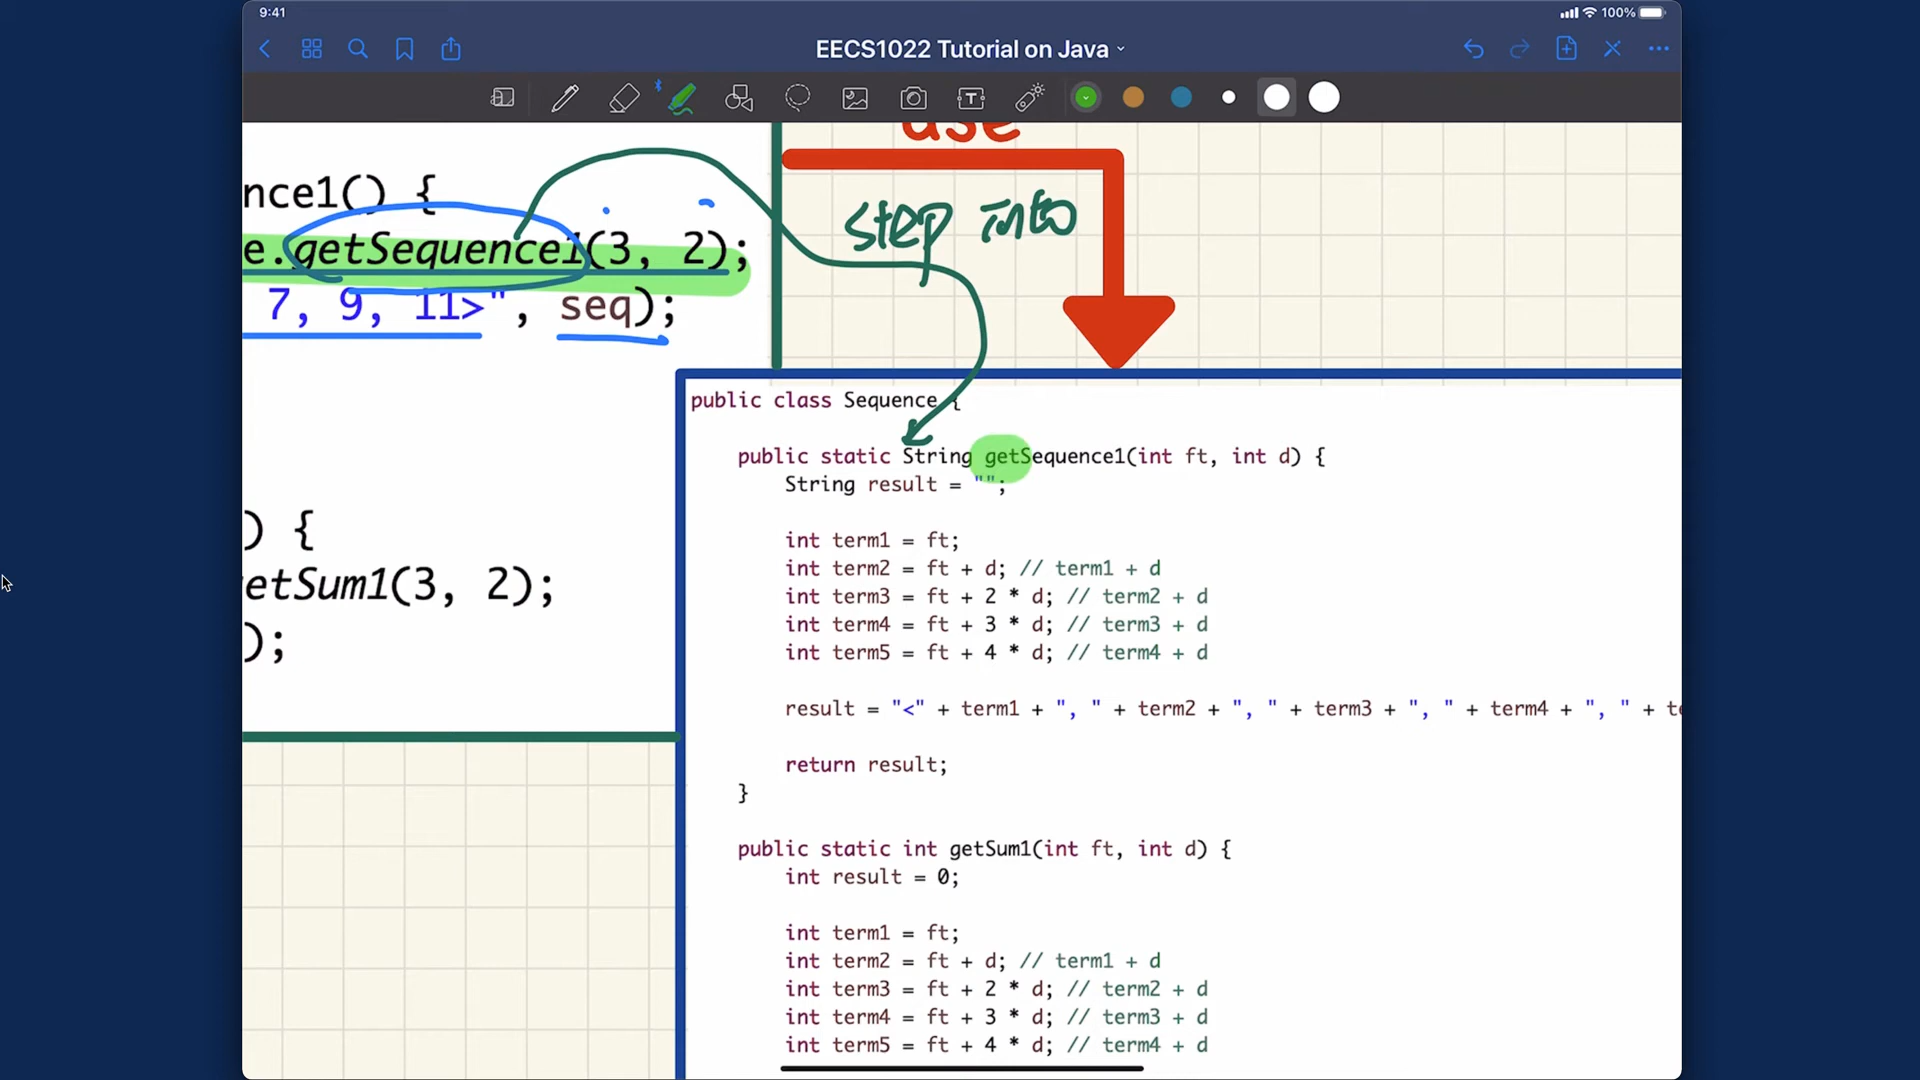 9:41
100%
EECS1022 Tutorial on Java
use
nce1() {
step into
e.getSequence1(3, 2);
7, 9, 11>", seq);
public class Sequence {
public static String getSequence1(int ft, int d) {
String result = "";
) {
int term1 = ft;
int term2 = ft + d; // term1 + d
etSum1(3, 2);
int term3 = ft + 2 * d; // term2 + d
int term4 = ft + 3 * d; // term3 + d
);
int term5 = ft + 4 * d; // term4 + d
result = "<" + term1 + ", " + term2 + ", " + term3 + ", " + term4 + ", " + te
return result;
}
public static int getSum1(int ft, int d) {
int result = 0;
int term1 = ft;
int term2 = ft + d; // term1 + d
int term3 = ft + 2 * d; // term2 + d
int term4 = ft + 3 * d; // term3 + d
int term5 = ft + 4 * d; // term4 + d